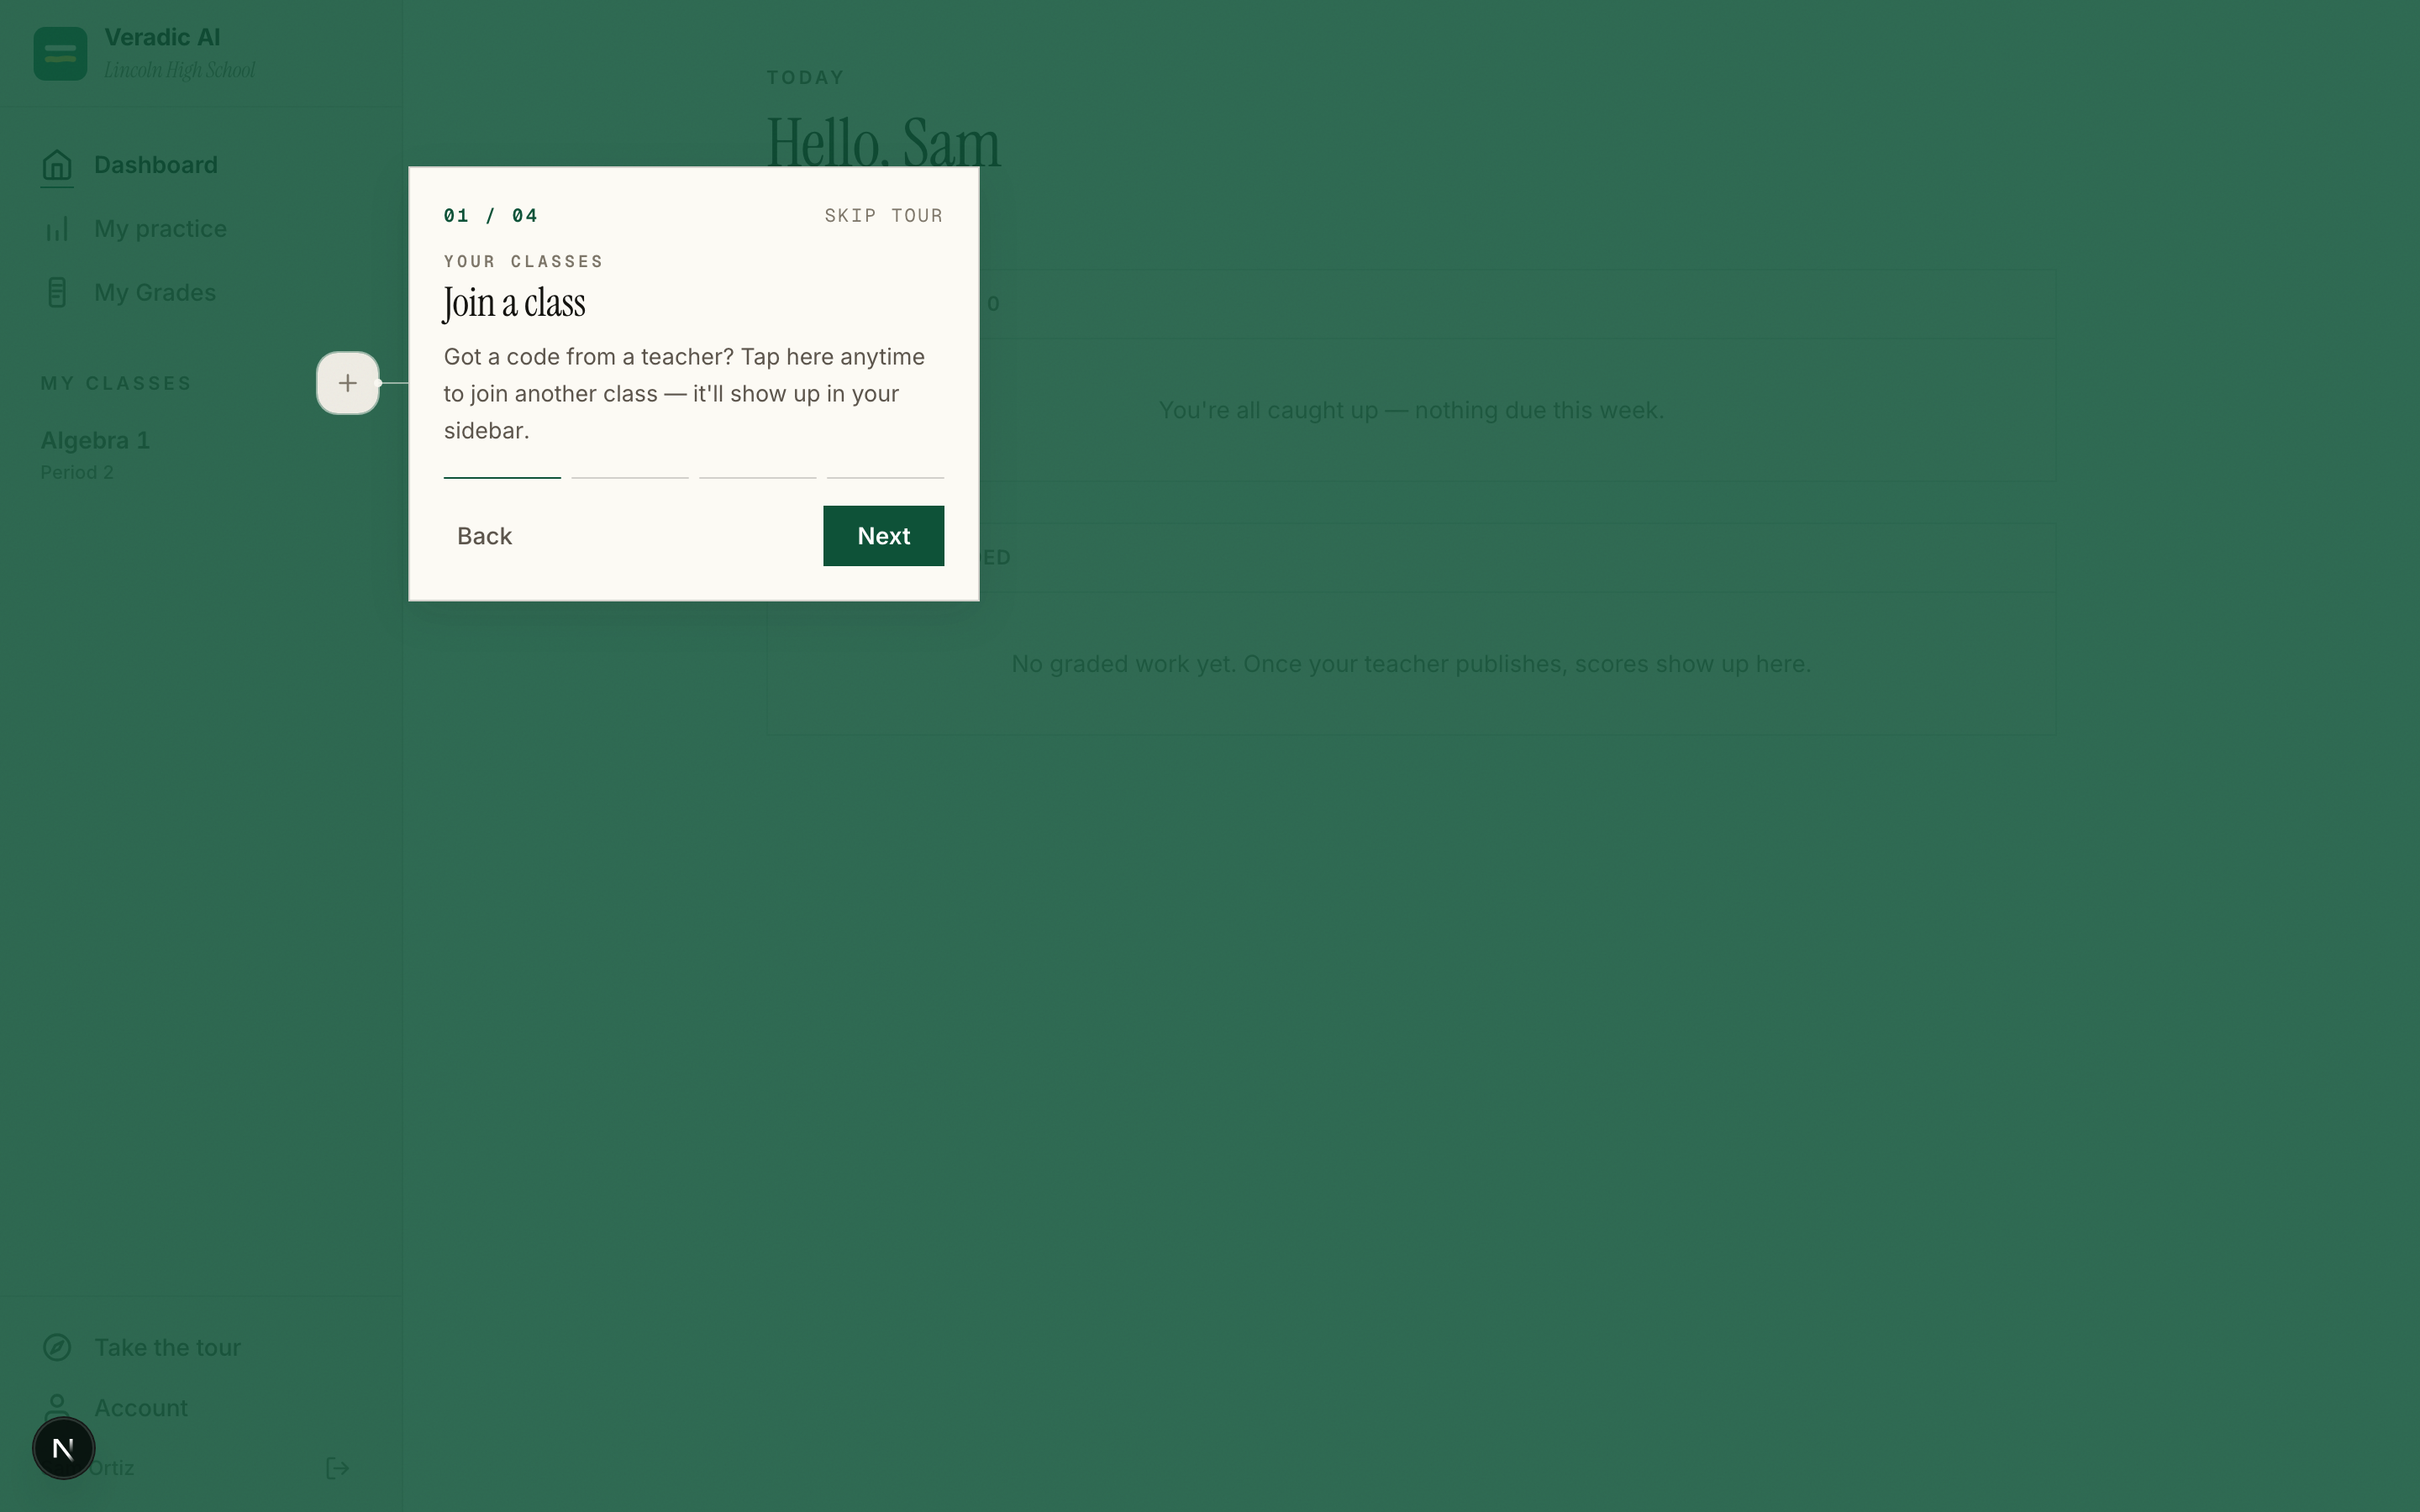 Veradic AI
Lincoln High School
Dashboard
My practice
My Grades
MY CLASSES
Algebra 1
Period 2
Take the tour
Account
Ortiz
TODAY
Hello, Sam
01 / 04
SKIP TOUR
YOUR CLASSES
Join a class
Got a code from a teacher? Tap here anytime
to join another class — it'll show up in your
sidebar.
Back
Next
0
You're all caught up — nothing due this week.
ED
No graded work yet. Once your teacher publishes, scores show up here.